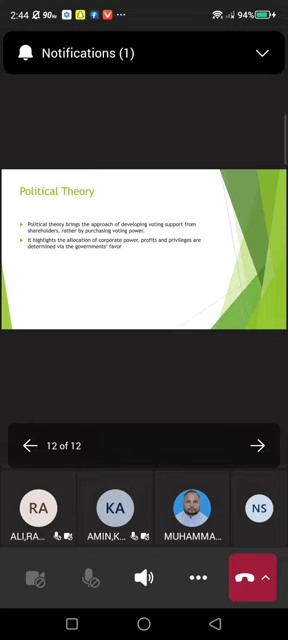 2:44
90%
94%
Notifications (1)
Political Theory
Political theory brings the approach of developing voting support from
shareholders, rather by purchasing voting power.
It highlights the allocation of corporate power, profits and privileges are
determined via the governments' favor
12 of 12
RA
KA
NS
ALI,RA...
AMIN,K...
MUHAMMA...